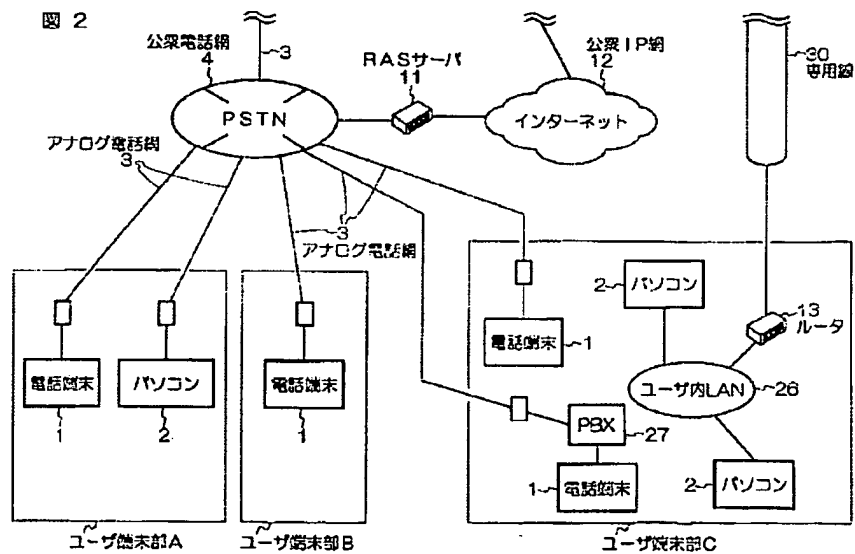 図 2
公衆電話網
4
3
PSTN
RASサーバ
11
公衆IP網
12
インターネット
30
専用線
アナログ電話網
3
3
3
アナログ電話網
電話端末
1
パソコン
2
電話端末
1
電話端末
1
2
パソコン
13
ルータ
ユーザ内LAN
26
PBX
27
1
電話端末
2
パソコン
ユーザ端末部A
ユーザ端末部B
ユーザ端末部C